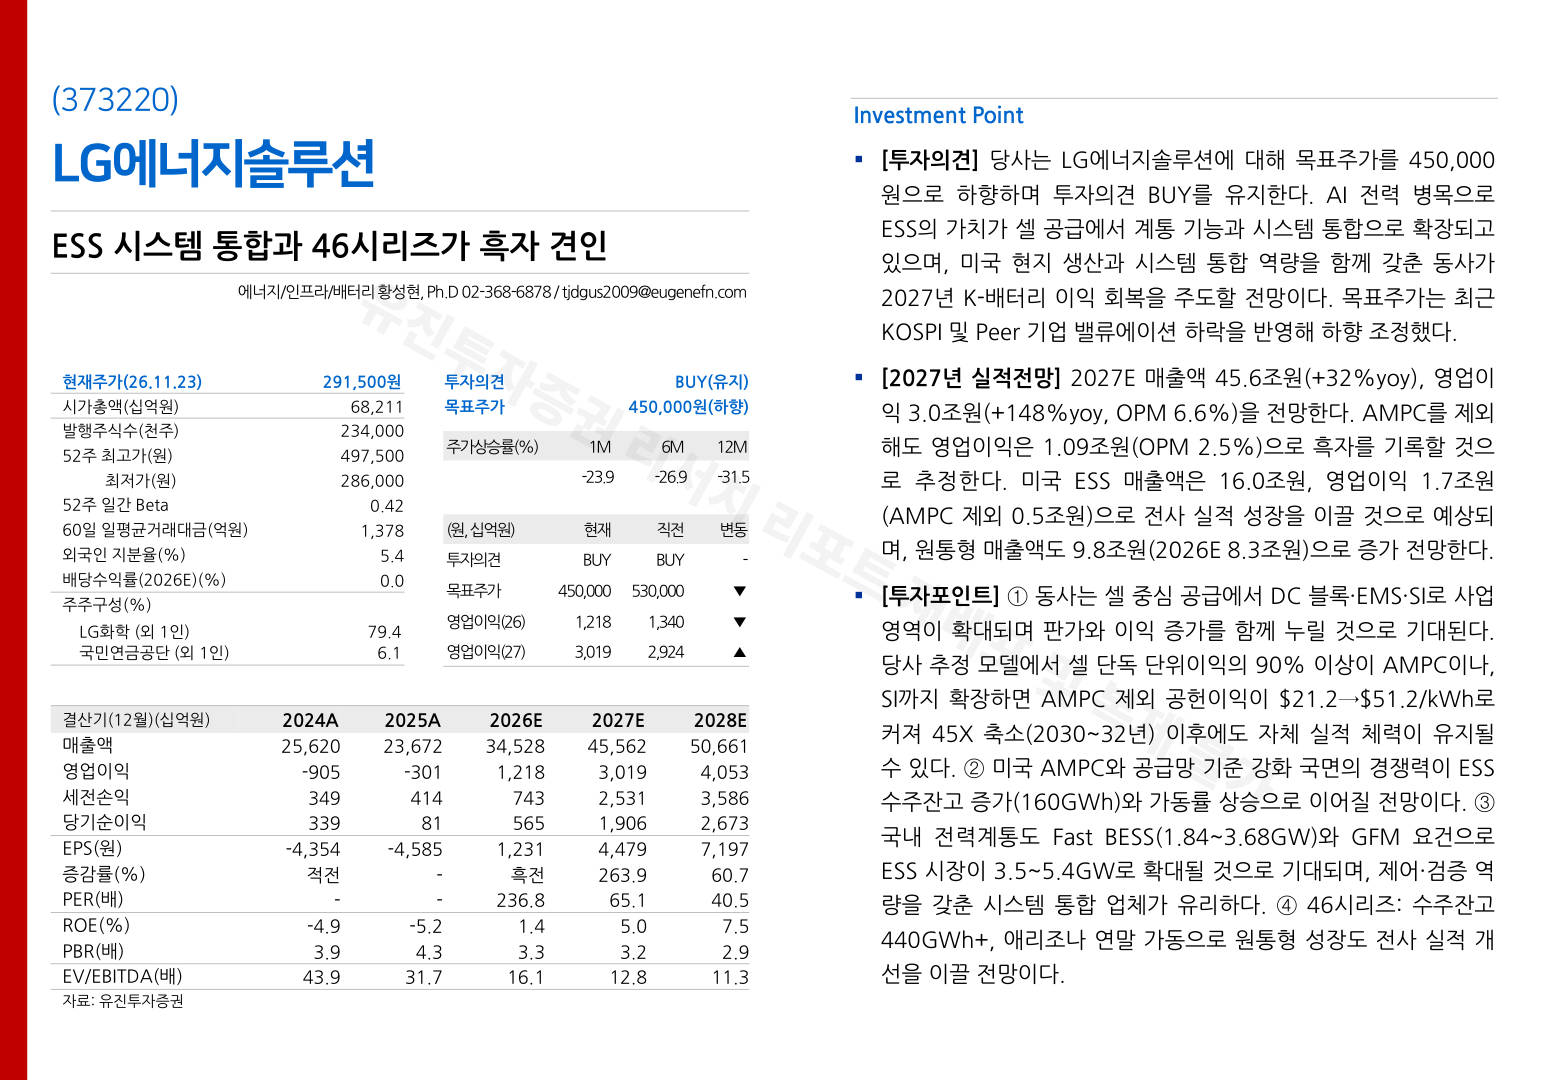 (373220)
LG에너지솔루션
ESS 시스템 통합과 46시리즈가 흑자 견인
에너지/인프라/배터리 황성현, Ph.D 02-368-6878 / tjdgus2009@eugenefn.com
현재주가(26.11.23) 291,500원
시가총액(십억원) 68,211
발행주식수(천주) 234,000
52주 최고가(원) 497,500
최저가(원) 286,000
52주 일간 Beta 0.42
60일 일평균거래대금(억원) 1,378
외국인 지분율(%) 5.4
배당수익률(2026E)(%) 0.0
주주구성(%)
LG화학 (외 1인) 79.4
국민연금공단 (외 1인) 6.1
투자의견 BUY(유지)
목표주가 450,000원(하향)
주가상승률(%) 1M 6M 12M
-23.9 -26.9 -31.5
(원, 십억원) 현재 직전 변동
투자의견 BUY BUY -
목표주가 450,000 530,000 ▼
영업이익(26) 1,218 1,340 ▼
영업이익(27) 3,019 2,924 ▲
결산기(12월)(십억원) 2024A 2025A 2026E 2027E 2028E
매출액 25,620 23,672 34,528 45,562 50,661
영업이익 -905 -301 1,218 3,019 4,053
세전손익 349 414 743 2,531 3,586
당기순이익 339 81 565 1,906 2,673
EPS(원) -4,354 -4,585 1,231 4,479 7,197
증감률(%) 적전 - 흑전 263.9 60.7
PER(배) - - 236.8 65.1 40.5
ROE(%) -4.9 -5.2 1.4 5.0 7.5
PBR(배) 3.9 4.3 3.3 3.2 2.9
EV/EBITDA(배) 43.9 31.7 16.1 12.8 11.3
자료: 유진투자증권
Investment Point
▪ [투자의견] 당사는 LG에너지솔루션에 대해 목표주가를 450,000
원으로 하향하며 투자의견 BUY를 유지한다. AI 전력 병목으로
ESS의 가치가 셀 공급에서 계통 기능과 시스템 통합으로 확장되고
있으며, 미국 현지 생산과 시스템 통합 역량을 함께 갖춘 동사가
2027년 K-배터리 이익 회복을 주도할 전망이다. 목표주가는 최근
KOSPI 및 Peer 기업 밸류에이션 하락을 반영해 하향 조정했다.
▪ [2027년 실적전망] 2027E 매출액 45.6조원(+32%yoy), 영업이
익 3.0조원(+148%yoy, OPM 6.6%)을 전망한다. AMPC를 제외
해도 영업이익은 1.09조원(OPM 2.5%)으로 흑자를 기록할 것으
로 추정한다. 미국 ESS 매출액은 16.0조원, 영업이익 1.7조원
(AMPC 제외 0.5조원)으로 전사 실적 성장을 이끌 것으로 예상되
며, 원통형 매출액도 9.8조원(2026E 8.3조원)으로 증가 전망한다.
▪ [투자포인트] ① 동사는 셀 중심 공급에서 DC 블록·EMS·SI로 사업
영역이 확대되며 판가와 이익 증가를 함께 누릴 것으로 기대된다.
당사 추정 모델에서 셀 단독 단위이익의 90% 이상이 AMPC이나,
SI까지 확장하면 AMPC 제외 공헌이익이 $21.2→$51.2/kWh로
커져 45X 축소(2030~32년) 이후에도 자체 실적 체력이 유지될
수 있다. ② 미국 AMPC와 공급망 기준 강화 국면의 경쟁력이 ESS
수주잔고 증가(160GWh)와 가동률 상승으로 이어질 전망이다. ③
국내 전력계통도 Fast BESS(1.84~3.68GW)와 GFM 요건으로
ESS 시장이 3.5~5.4GW로 확대될 것으로 기대되며, 제어·검증 역
량을 갖춘 시스템 통합 업체가 유리하다. ④ 46시리즈: 수주잔고
440GWh+, 애리조나 연말 가동으로 원통형 성장도 전사 실적 개
선을 이끌 전망이다.